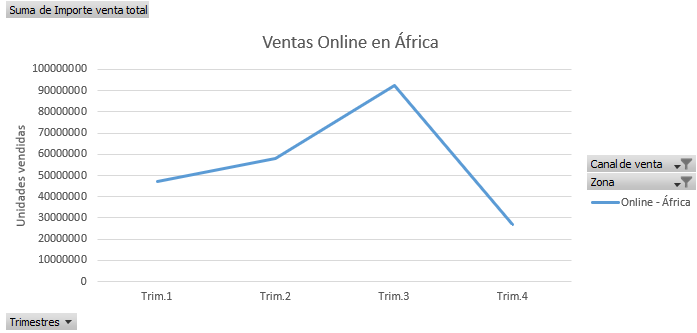 Suma de Importe venta total
Ventas Online en África
Unidades vendidas
100000000
90000000
80000000
70000000
60000000
50000000
40000000
30000000
20000000
10000000
0
Trim.1 Trim.2 Trim.3 Trim.4
Canal de venta
Zona
Online - África
Trimestres